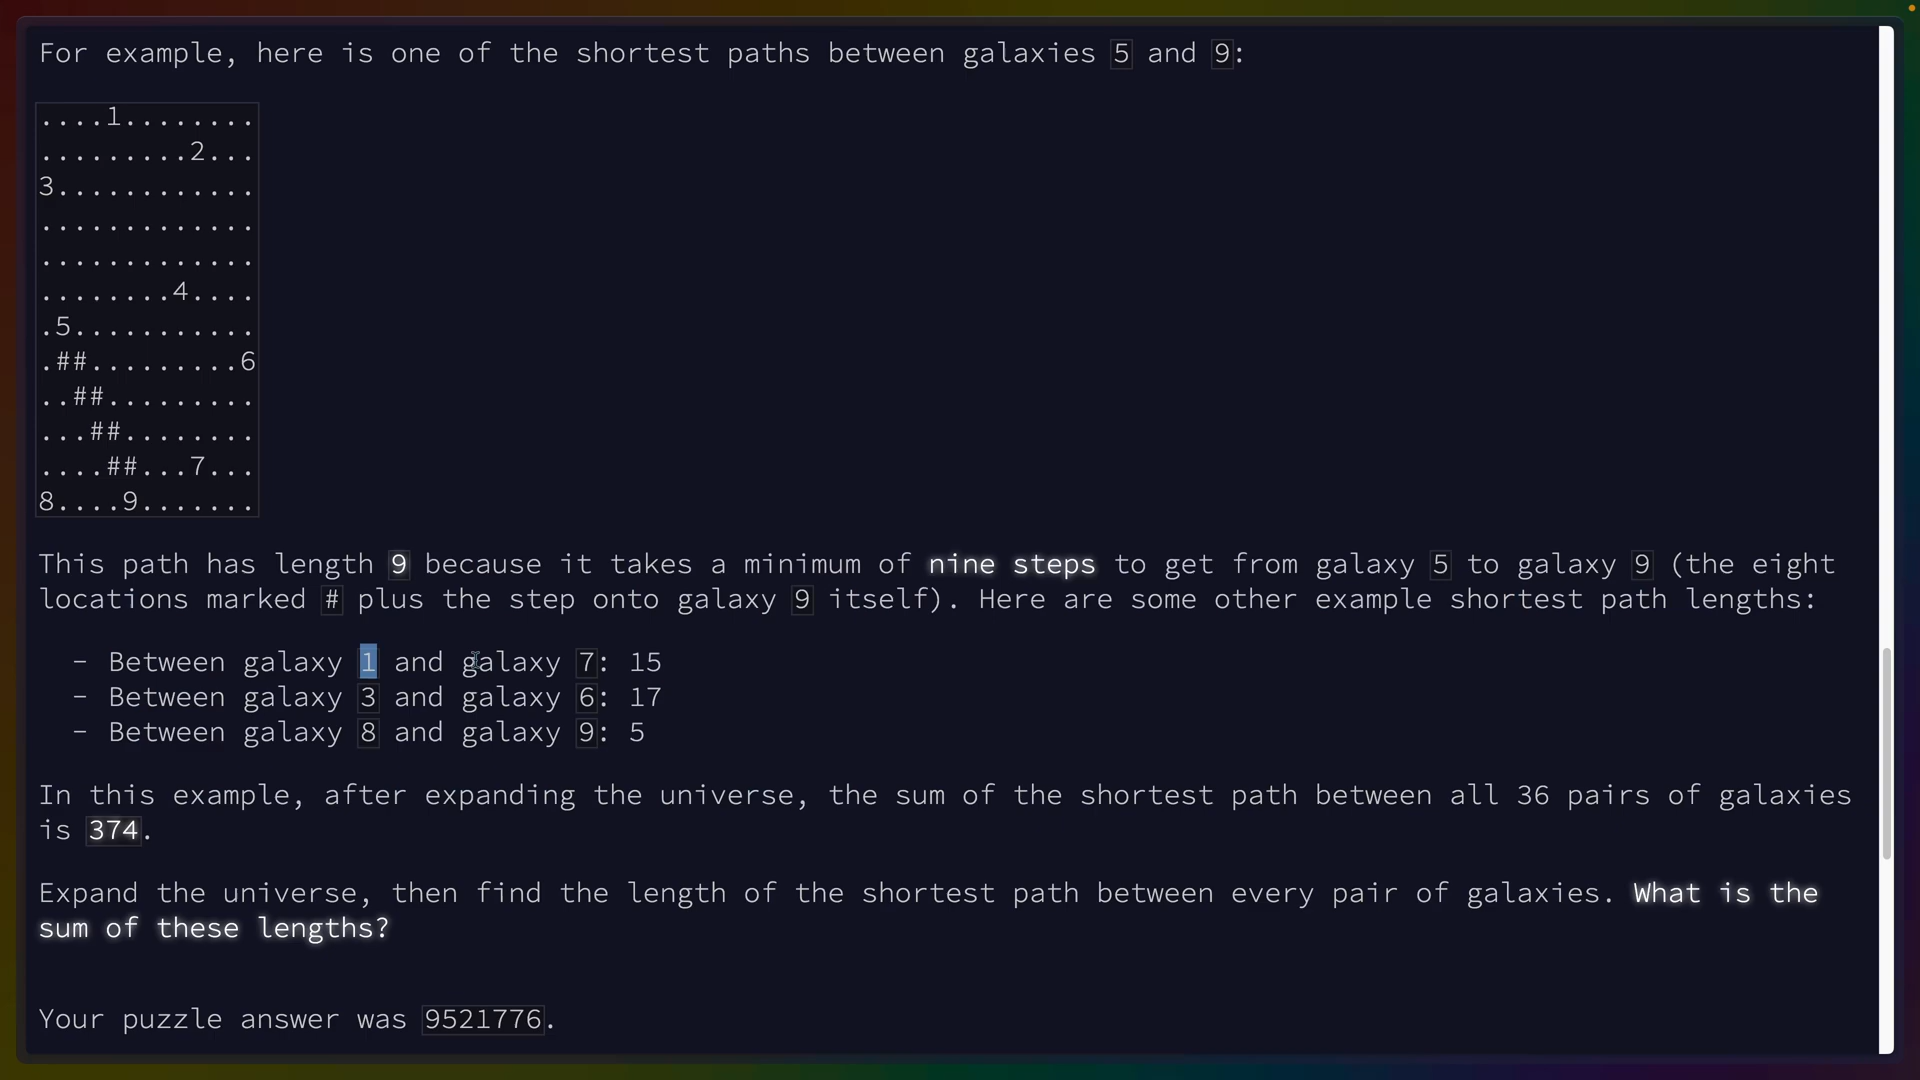 For example, here is one of the shortest paths between galaxies 5 and 9:
....1........
.........2...
3............
.............
.............
........4....
.5...........
.##.........6
..##.........
...##........
....##...7...
8....9.......
This path has length 9 because it takes a minimum of nine steps to get from galaxy 5 to galaxy 9 (the eight
locations marked # plus the step onto galaxy 9 itself). Here are some other example shortest path lengths:
- Between galaxy 1 and galaxy 7: 15
- Between galaxy 3 and galaxy 6: 17
- Between galaxy 8 and galaxy 9: 5
In this example, after expanding the universe, the sum of the shortest path between all 36 pairs of galaxies
is 374.
Expand the universe, then find the length of the shortest path between every pair of galaxies. What is the
sum of these lengths?
Your puzzle answer was 9521776.